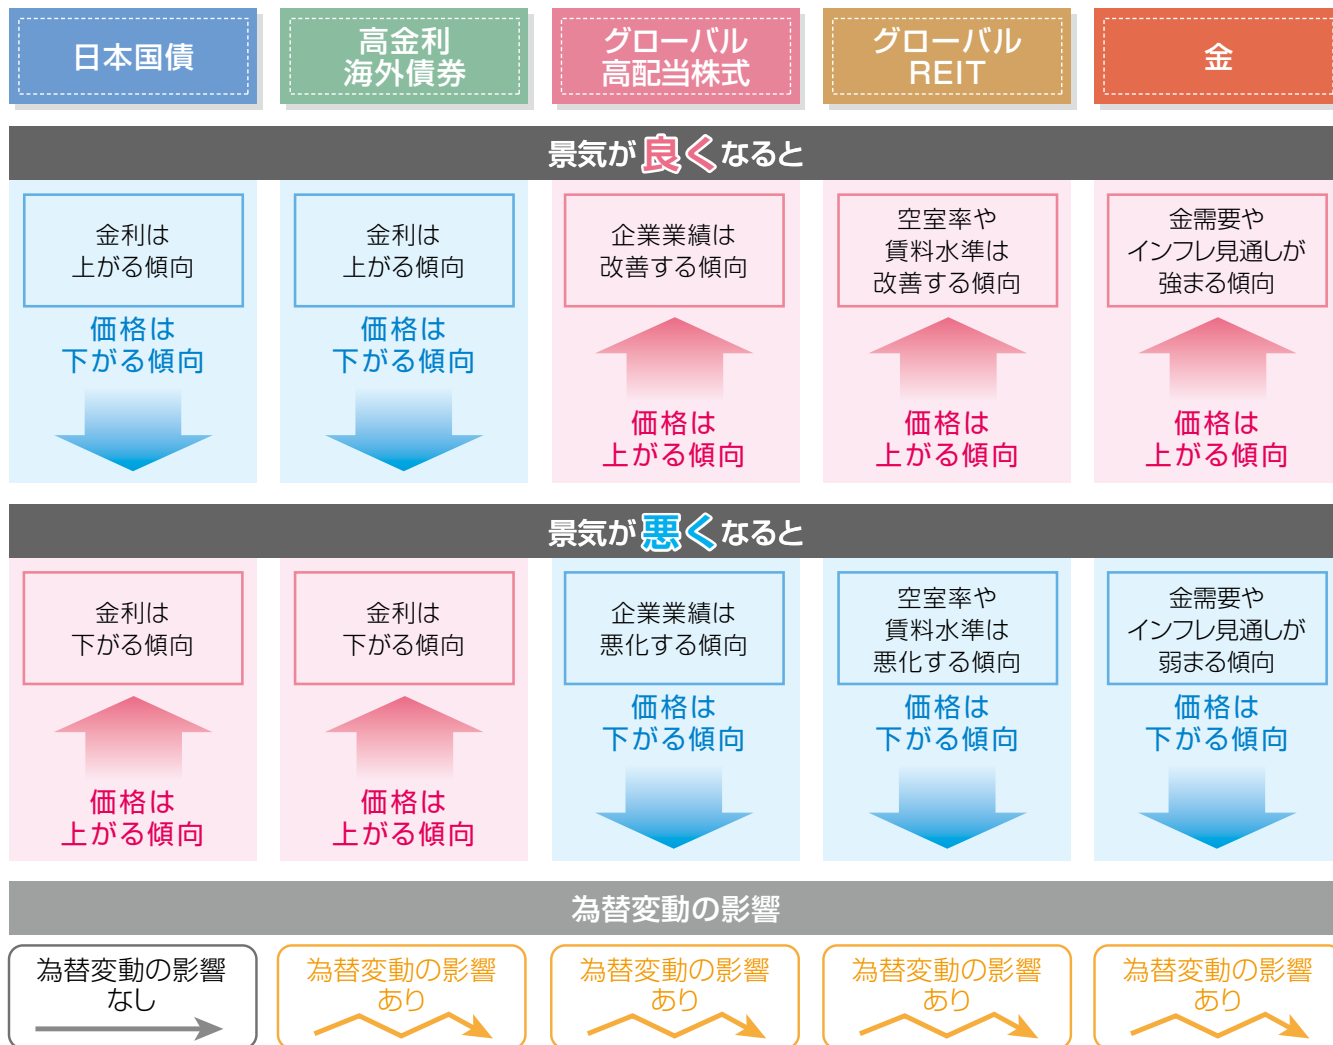 日本国債
高金利
海外債券
グローバル
高配当株式
グローバル
REIT
金
景気が良くなると
金利は
上がる傾向
価格は
下がる傾向
金利は
上がる傾向
価格は
下がる傾向
企業業績は
改善する傾向
価格は
上がる傾向
空室率や
賃料水準は
改善する傾向
価格は
上がる傾向
金需要や
インフレ見通しが
強まる傾向
価格は
上がる傾向
景気が悪くなると
金利は
下がる傾向
価格は
上がる傾向
金利は
下がる傾向
価格は
上がる傾向
企業業績は
悪化する傾向
価格は
下がる傾向
空室率や
賃料水準は
悪化する傾向
価格は
下がる傾向
金需要や
インフレ見通しが
弱まる傾向
価格は
下がる傾向
為替変動の影響
為替変動の影響
なし
為替変動の影響
あり
為替変動の影響
あり
為替変動の影響
あり
為替変動の影響
あり